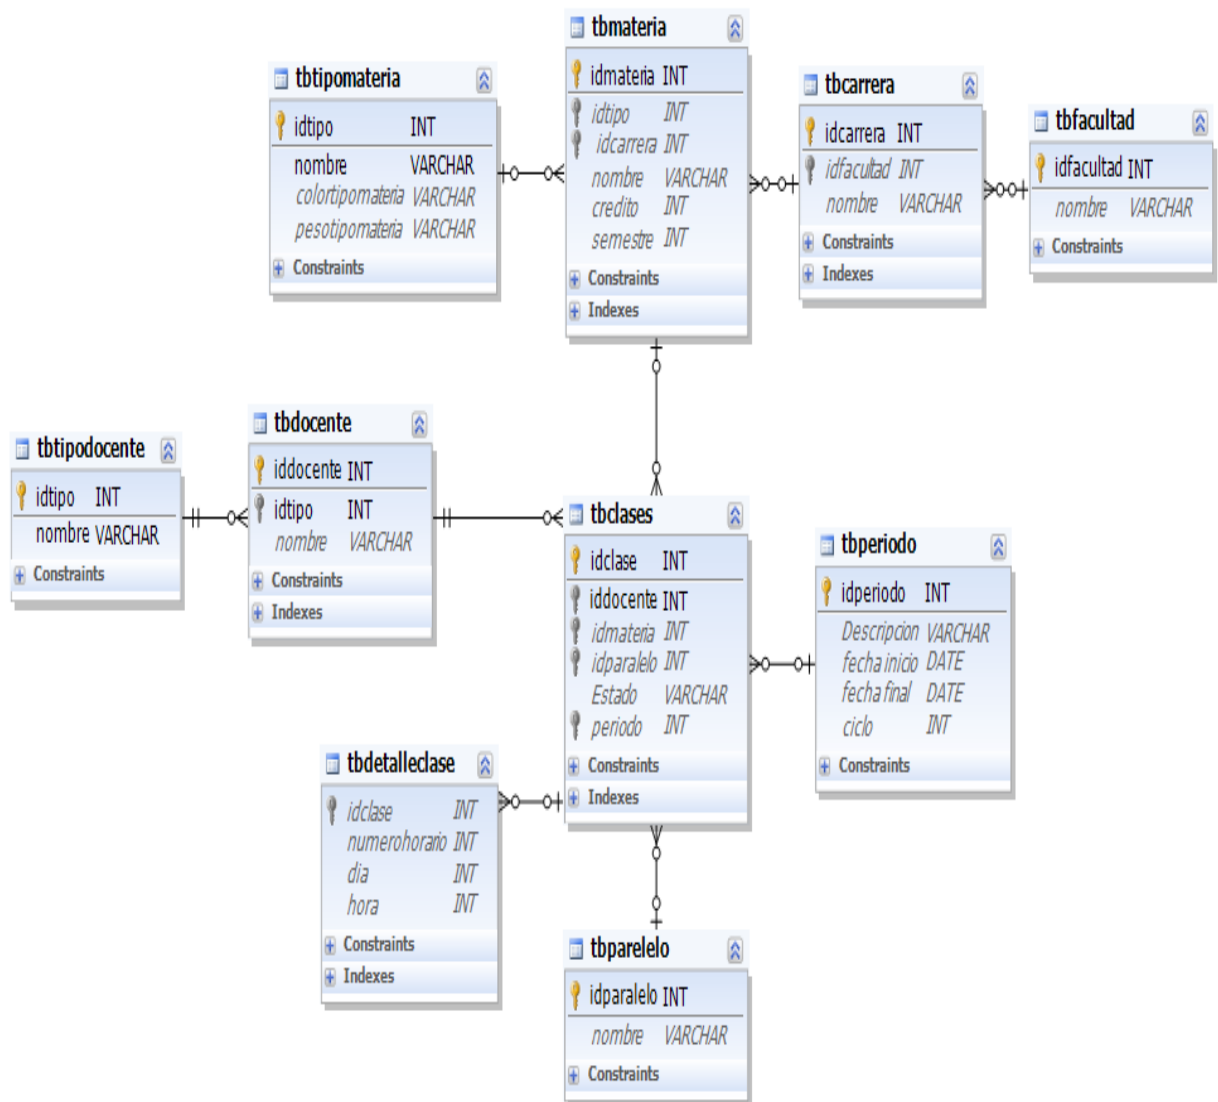 tbmateria
idmateria INT
idtipo INT
idcarrera INT
nombre VARCHAR
credito INT
semestre INT
Constraints
Indexes
tbtipomateria
idtipo INT
nombre VARCHAR
colortipomateria VARCHAR
pesotipomateria VARCHAR
Constraints
tbcarrera
idcarrera INT
idfacultad INT
nombre VARCHAR
Constraints
Indexes
tbfacultad
idfacultad INT
nombre VARCHAR
Constraints
tbtipodocente
idtipo INT
nombre VARCHAR
Constraints
tbdocente
iddocente INT
idtipo INT
nombre VARCHAR
Constraints
Indexes
tbclases
idclase INT
iddocente INT
idmateria INT
idparalelo INT
Estado VARCHAR
periodo INT
Constraints
Indexes
tbperiodo
idperiodo INT
Descripcion VARCHAR
fecha inicio DATE
fecha final DATE
ciclo INT
Constraints
tbdetalleclase
idclase INT
numerohorario INT
dia INT
hora INT
Constraints
Indexes
tbparelelo
idparalelo INT
nombre VARCHAR
Constraints